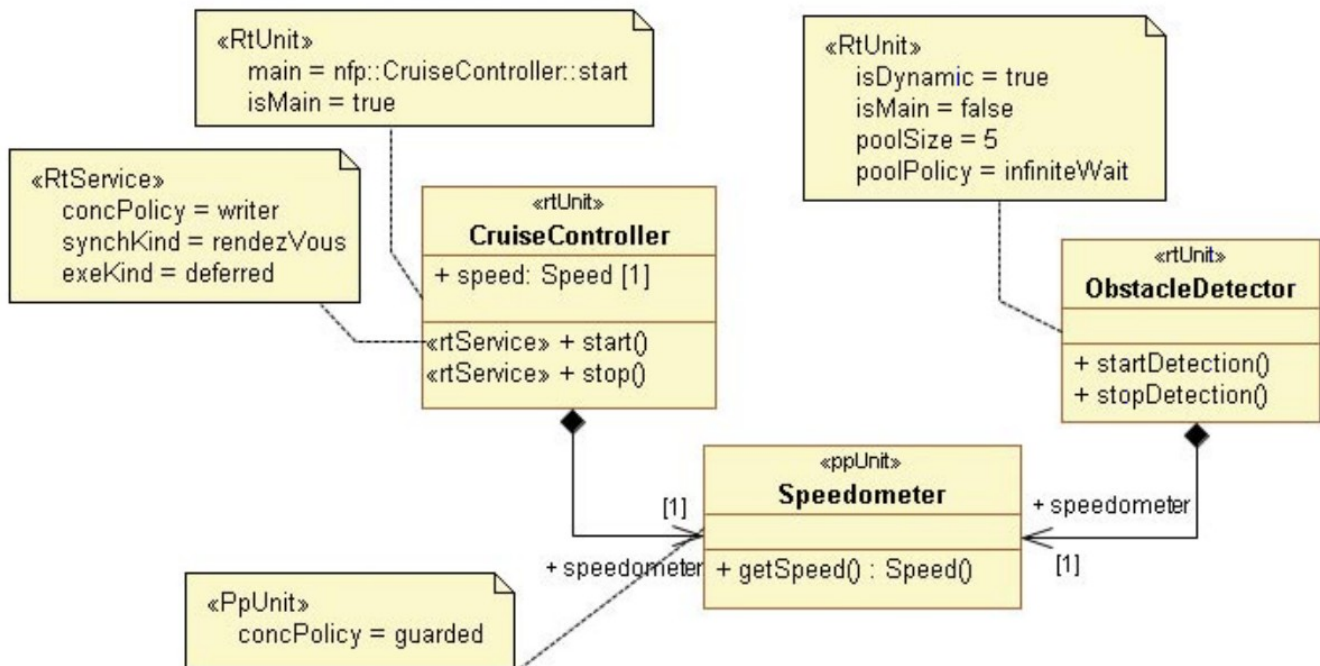 «RtUnit»
main = nfp::CruiseController::start
isMain = true
«RtUnit»
isDynamic = true
isMain = false
poolSize = 5
poolPolicy = infiniteWait
«RtService»
concPolicy = writer
synchKind = rendezVous
exeKind = deferred
«rtUnit»
CruiseController
+ speed: Speed [1]
«rtService» + start()
«rtService» + stop()
«rtUnit»
ObstacleDetector
+ startDetection()
+ stopDetection()
«ppUnit»
Speedometer
+ getSpeed() : Speed()
[1]
+ speedometer
+ speedometer
[1]
«PpUnit»
concPolicy = guarded